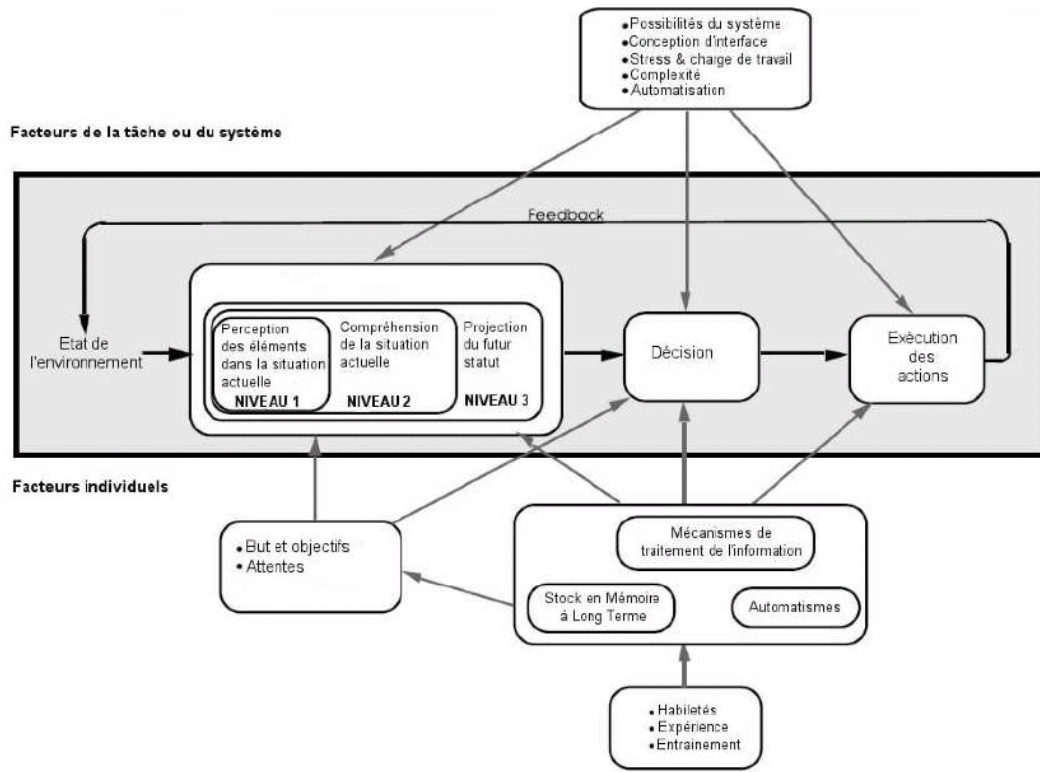 •Possibilités du système
•Conception d'interface
•Stress & charge de travail
•Complexité
•Automatisation
Facteurs de la tâche ou du système
Feedback
Etat de
l'environnement
Perception
des éléments
dans la situation
actuelle
NIVEAU 1
Compréhension
de la situation
actuelle
NIVEAU 2
Projection
du futur
statut
NIVEAU 3
Décision
Exécution
des
actions
Facteurs individuels
• But et objectifs
• Attentes
Mécanismes de
traitement de l'information
Stock en Mémoire
à Long Terme
Automatismes
• Habiletés
• Expérience
• Entrainement